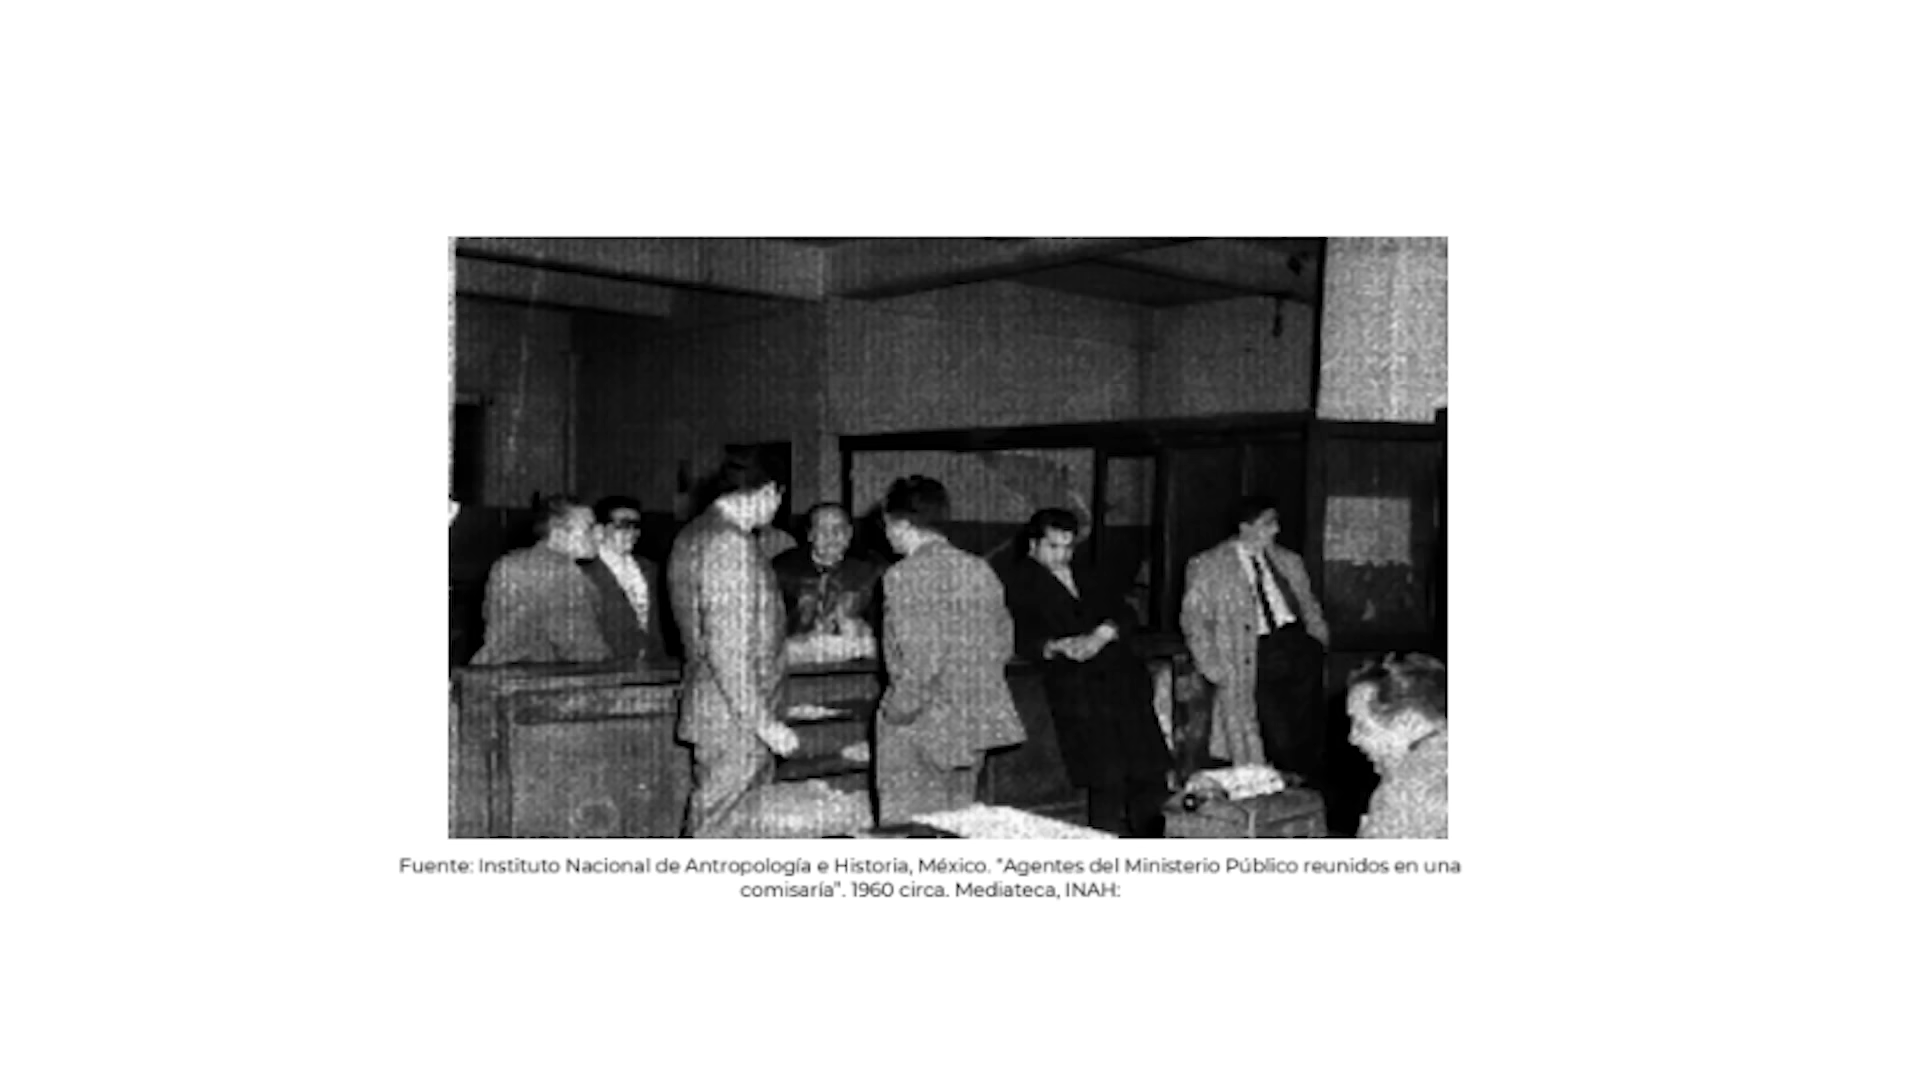 Fuente: Instituto Nacional de Antropología e Historia, México. "Agentes del Ministerio Público reunidos en una
comisaría". 1960 circa. Mediateca, INAH: